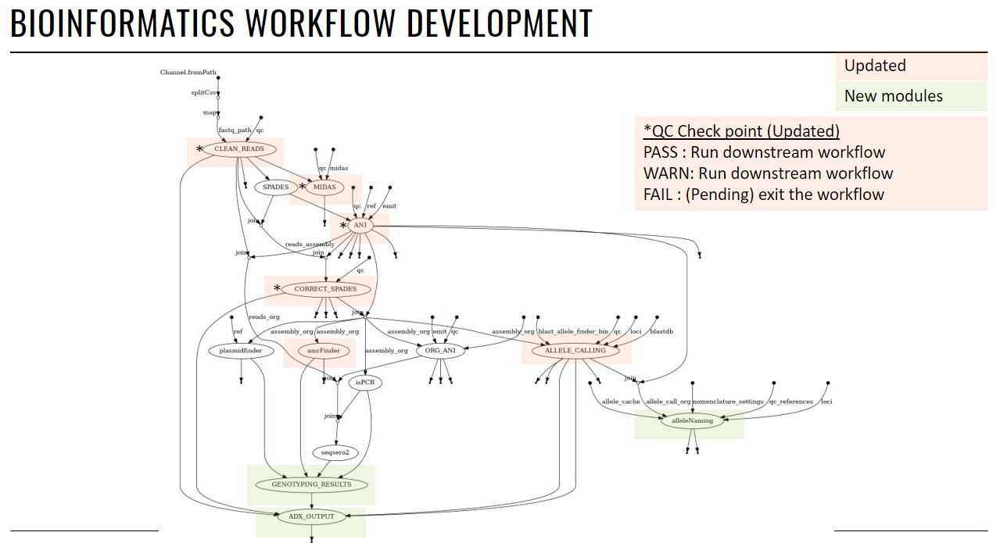 BIOINFORMATICS WORKFLOW DEVELOPMENT
Updated
New modules
*QC Check point (Updated)
PASS : Run downstream workflow
WARN: Run downstream workflow
FAIL : (Pending) exit the workflow
Channel.fromPath
splitCsv
map
fastq_path qc
* CLEAN_READS
qc midas
SPADES * MIDAS
qc ref emit
join
* ANI
reads_assembly
join join
qc
* CORRECT_SPADES
join
reads_org
ref assembly_org assembly_org assembly_org emit qc assembly_org blast_allele_finder_bin qc loci blastdb
plasmidfinder amrFinder assembly_org ORG_ANI ALLELE_CALLING
join isPCR join
allele_cache allele_call_org nomenclature_settings qc_references loci
join alleleNaming
seqsero2
GENOTYPING_RESULTS
ADX_OUTPUT